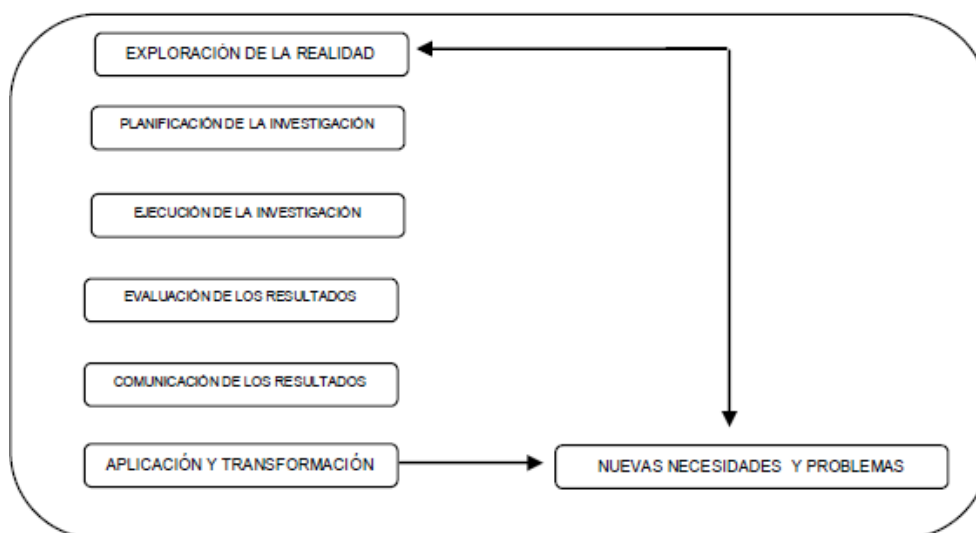 EXPLORACIÓN DE LA REALIDAD
PLANIFICACIÓN DE LA INVESTIGACIÓN
EJECUCIÓN DE LA INVESTIGACIÓN
EVALUACIÓN DE LOS RESULTADOS
COMUNICACIÓN DE LOS RESULTADOS
APLICACIÓN Y TRANSFORMACIÓN
NUEVAS NECESIDADES Y PROBLEMAS